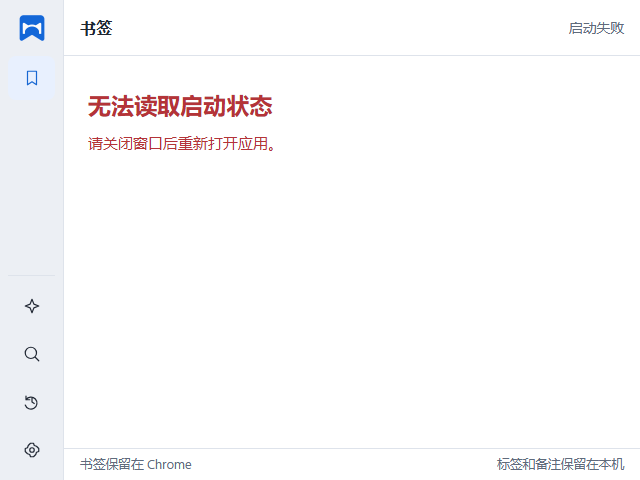 书签
启动失败
无法读取启动状态
请关闭窗口后重新打开应用。
书签保留在 Chrome
标签和备注保留在本机